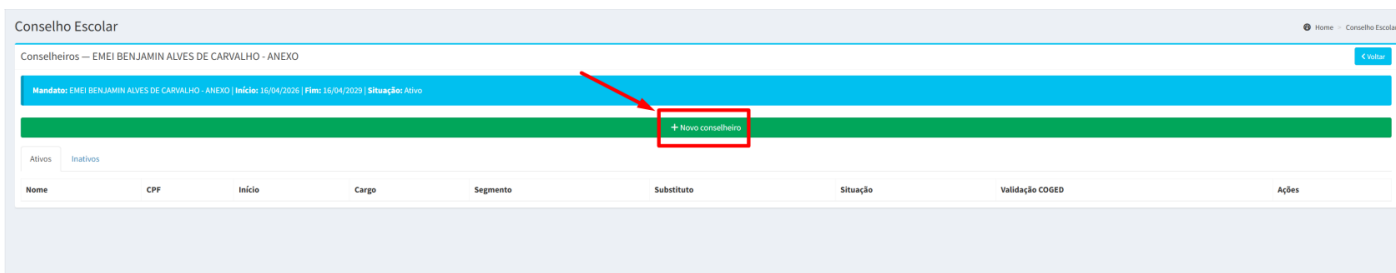 Conselho Escolar
Home > Conselho Escolar
Conselheiros — EMEI BENJAMIN ALVES DE CARVALHO - ANEXO
Voltar
Mandato: EMEI BENJAMIN ALVES DE CARVALHO - ANEXO | Início: 16/04/2026 | Fim: 16/04/2029 | Situação: Ativo
+ Novo conselheiro
Ativos Inativos
Nome CPF Início Cargo Segmento Substituto Situação Validação COGED Ações